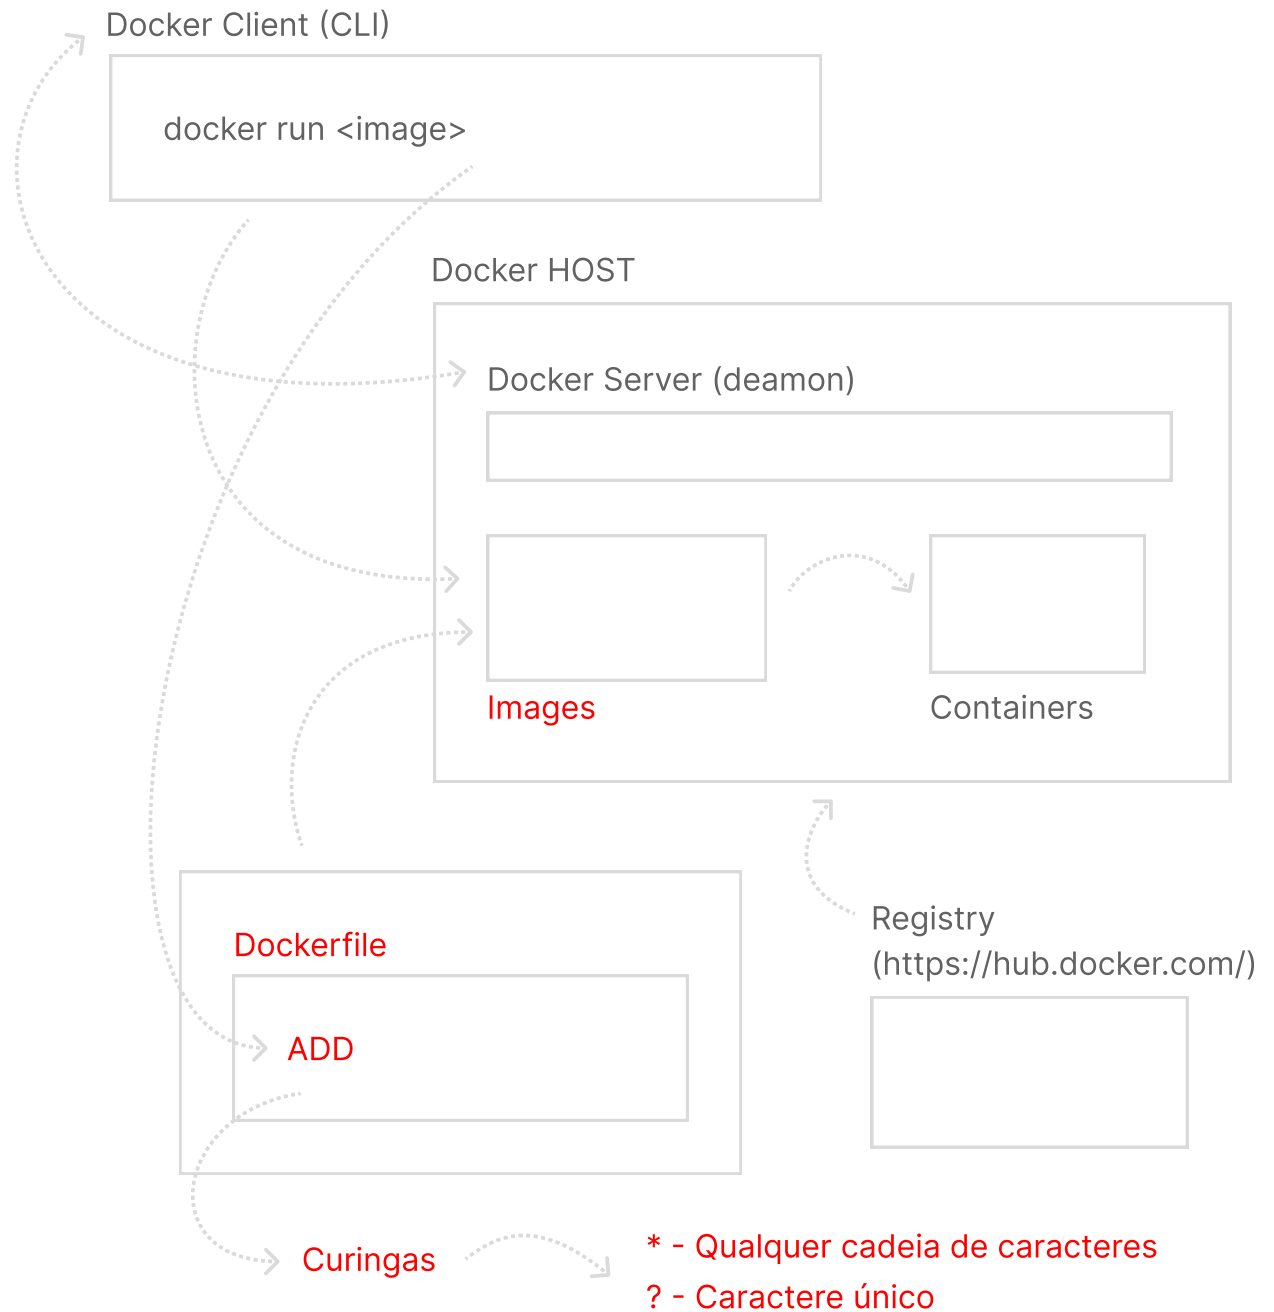 Docker Client (CLI)
docker run <image>
Docker HOST
Docker Server (deamon)
Images
Containers
Dockerfile
ADD
Registry
(https://hub.docker.com/)
Curingas
* - Qualquer cadeia de caracteres
? - Caractere único